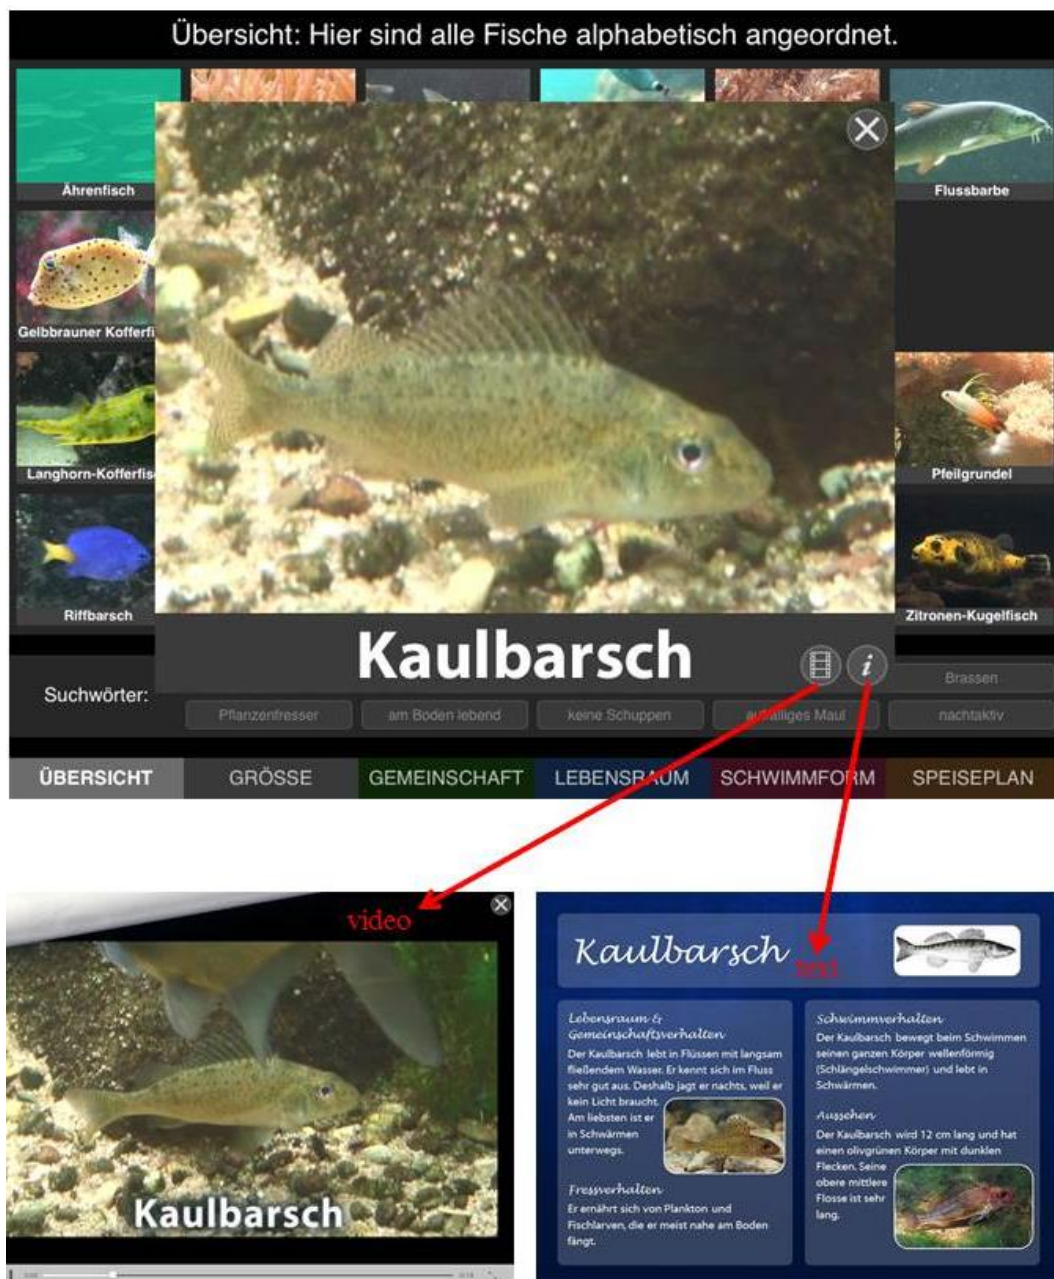 Übersicht: Hier sind alle Fische alphabetisch angeordnet.
Ährenfisch
Flussbarbe
Gelbbrauner Kofferfi
Langhorn-Kofferfis
Pfeilgrundel
Riffbarsch
Zitronen-Kugelfisch
Kaulbarsch
i
Suchwörter:
Brassen
Pflanzenfresser
am Boden lebend
keine Schuppen
auffälliges Maul
nachtaktiv
ÜBERSICHT
GRÖSSE
GEMEINSCHAFT
LEBENSRAUM
SCHWIMMFORM
SPEISEPLAN
video
Kaulbarsch
Kaulbarsch
text
Lebensraum &
Gemeinschaftsverhalten
Der Kaulbarsch lebt in Flüssen mit langsam
fließendem Wasser. Er kennt sich im Fluss
sehr gut aus. Deshalb jagt er nachts, weil er
kein Licht braucht.
Am liebsten ist er
in Schwärmen
unterwegs.
Fressverhalten
Er ernährt sich von Plankton und
Fischlarven, die er meist nahe am Boden
fängt.
Schwimmverhalten
Der Kaulbarsch bewegt beim Schwimmen
seinen ganzen Körper wellenförmig
(Schlängelschwimmer) und lebt in
Schwärmen.
Aussehen
Der Kaulbarsch wird 12 cm lang und hat
einen olivgrünen Körper mit dunklen
Flecken. Seine
obere mittlere
Flosse ist sehr
lang.